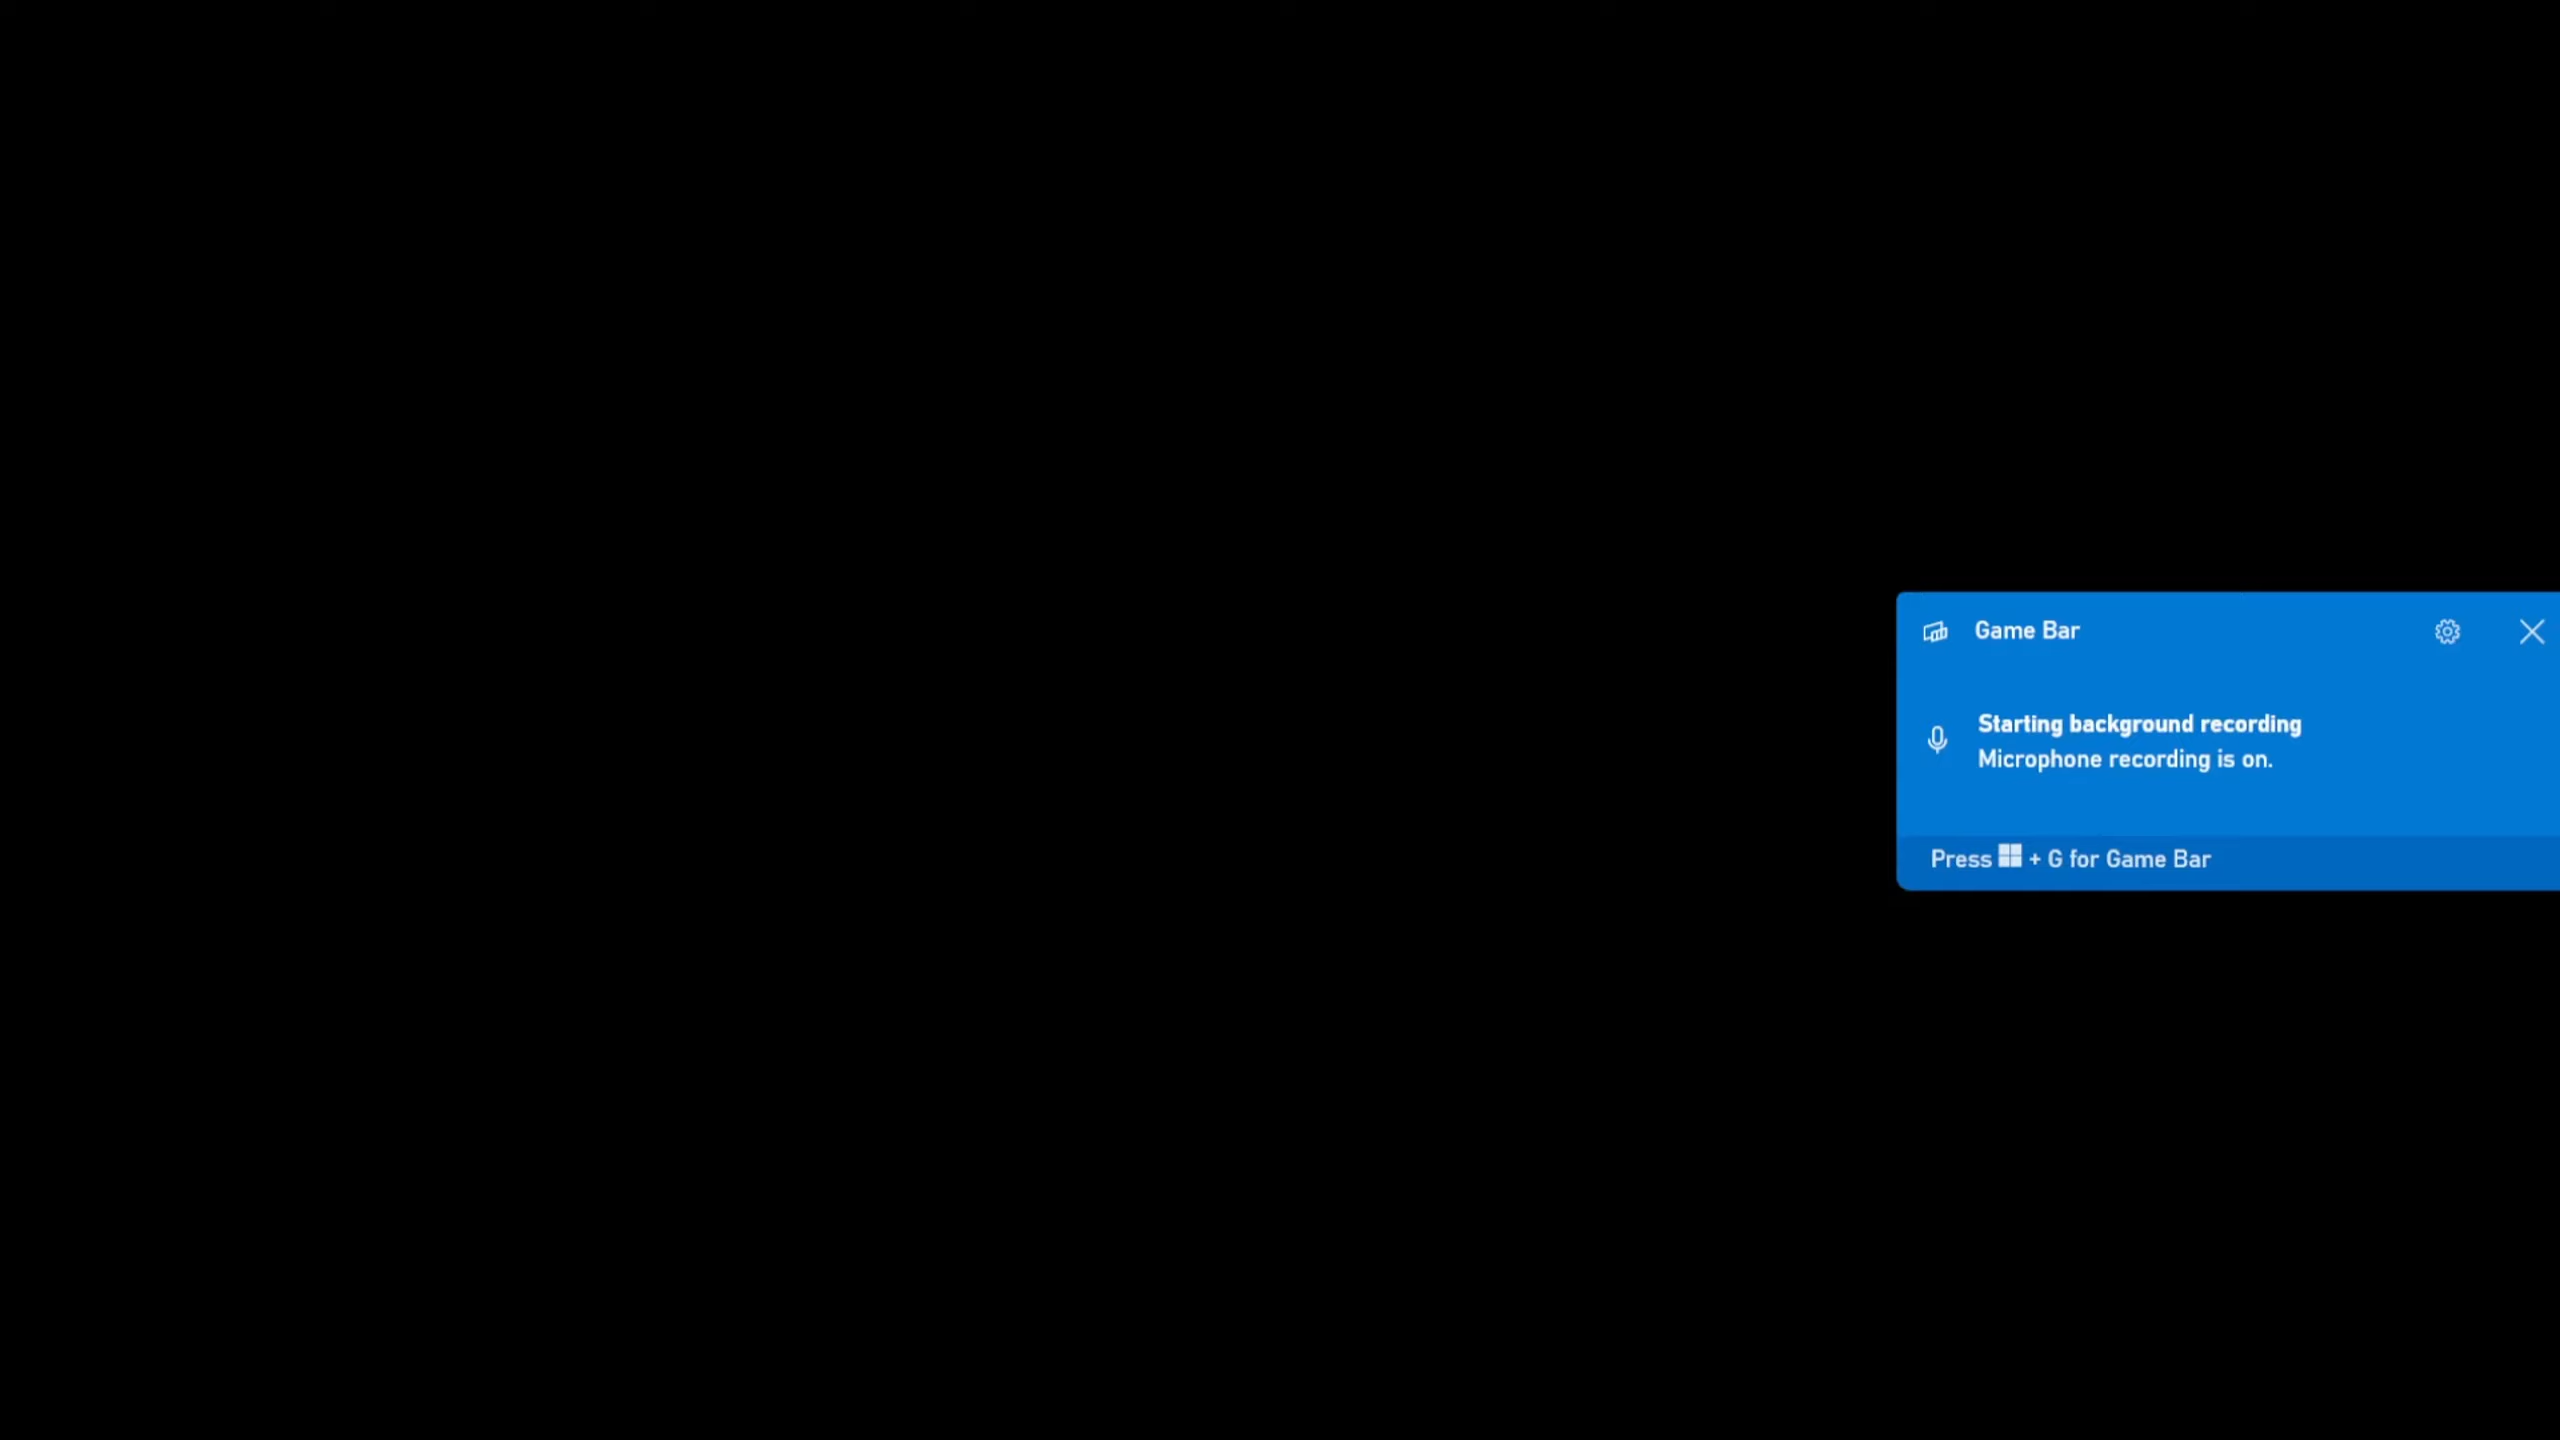 Game Bar
Starting background recording
Microphone recording is on.
Press + G for Game Bar